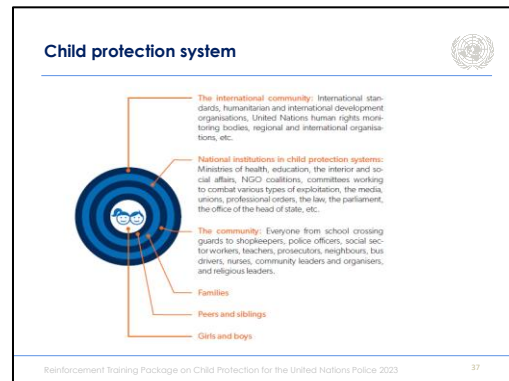 Child protection system
The international community: International stan-
dards, humanitarian and international development
organisations, United Nations human rights moni-
toring bodies, regional and international organisa-
tions, etc.
National institutions in child protection systems:
Ministries of health, education, the interior and so-
cial affairs, NGO coalitions, committees working
to combat various types of exploitation, the media,
unions, professional orders, the law, the parliament,
the office of the head of state, etc.
The community: Everyone from school crossing
guards to shopkeepers, police officers, social sec-
tor workers, teachers, prosecutors, neighbours, bus
drivers, nurses, community leaders and organisers,
and religious leaders.
Families
Peers and siblings
Girls and boys
Reinforcement Training Package on Child Protection for the United Nations Police 2023
37